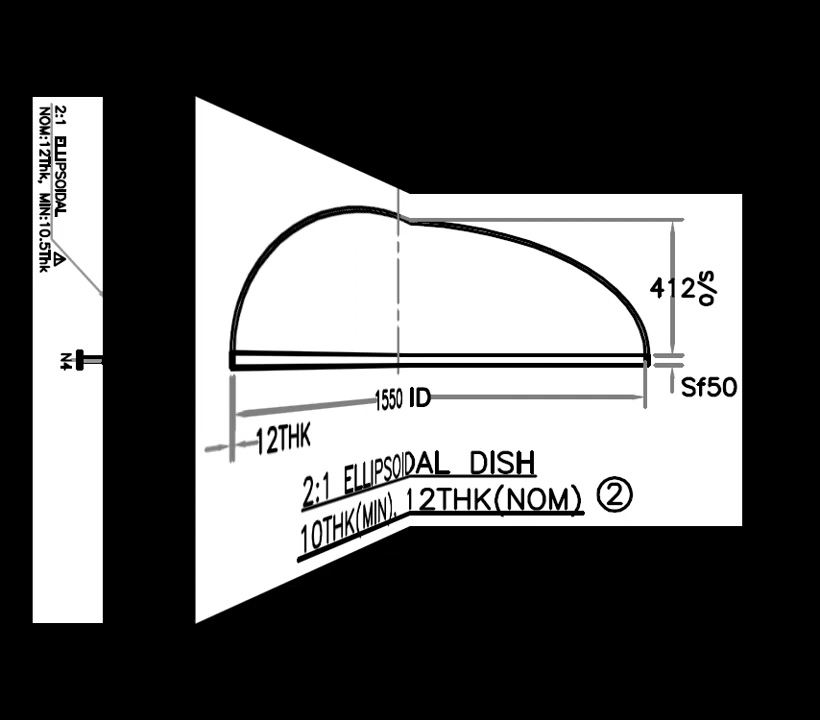 2:1 ELLIPSOIDAL
NOM:12Thk, MIN:10.5Thk
N4
412 o/s
Sf50
1550 ID
12THK
2:1 ELLIPSOIDAL DISH
10THK(MIN), 12THK(NOM) 2